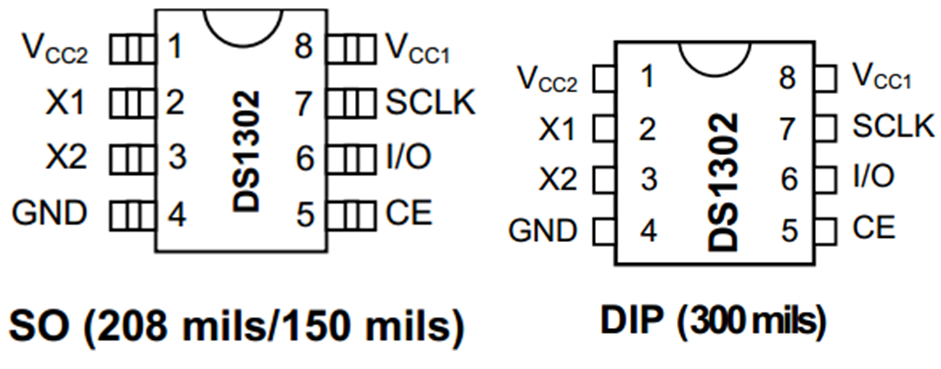 VCC2 1 8 VCC1
X1 2 7 SCLK
X2 3 6 I/O
GND 4 5 CE
DS1302
SO (208 mils/150 mils)
VCC2 1 8 VCC1
X1 2 7 SCLK
X2 3 6 I/O
GND 4 5 CE
DS1302
DIP (300 mils)